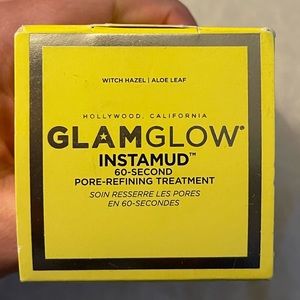 WITCH HAZEL | ALOE LEAF
HOLLYWOOD, CALIFORNIA
GLAMGLOW®
INSTAMUD™
60-SECOND
PORE-REFINING TREATMENT
SOIN RESSERRE LES PORES
EN 60-SECONDES